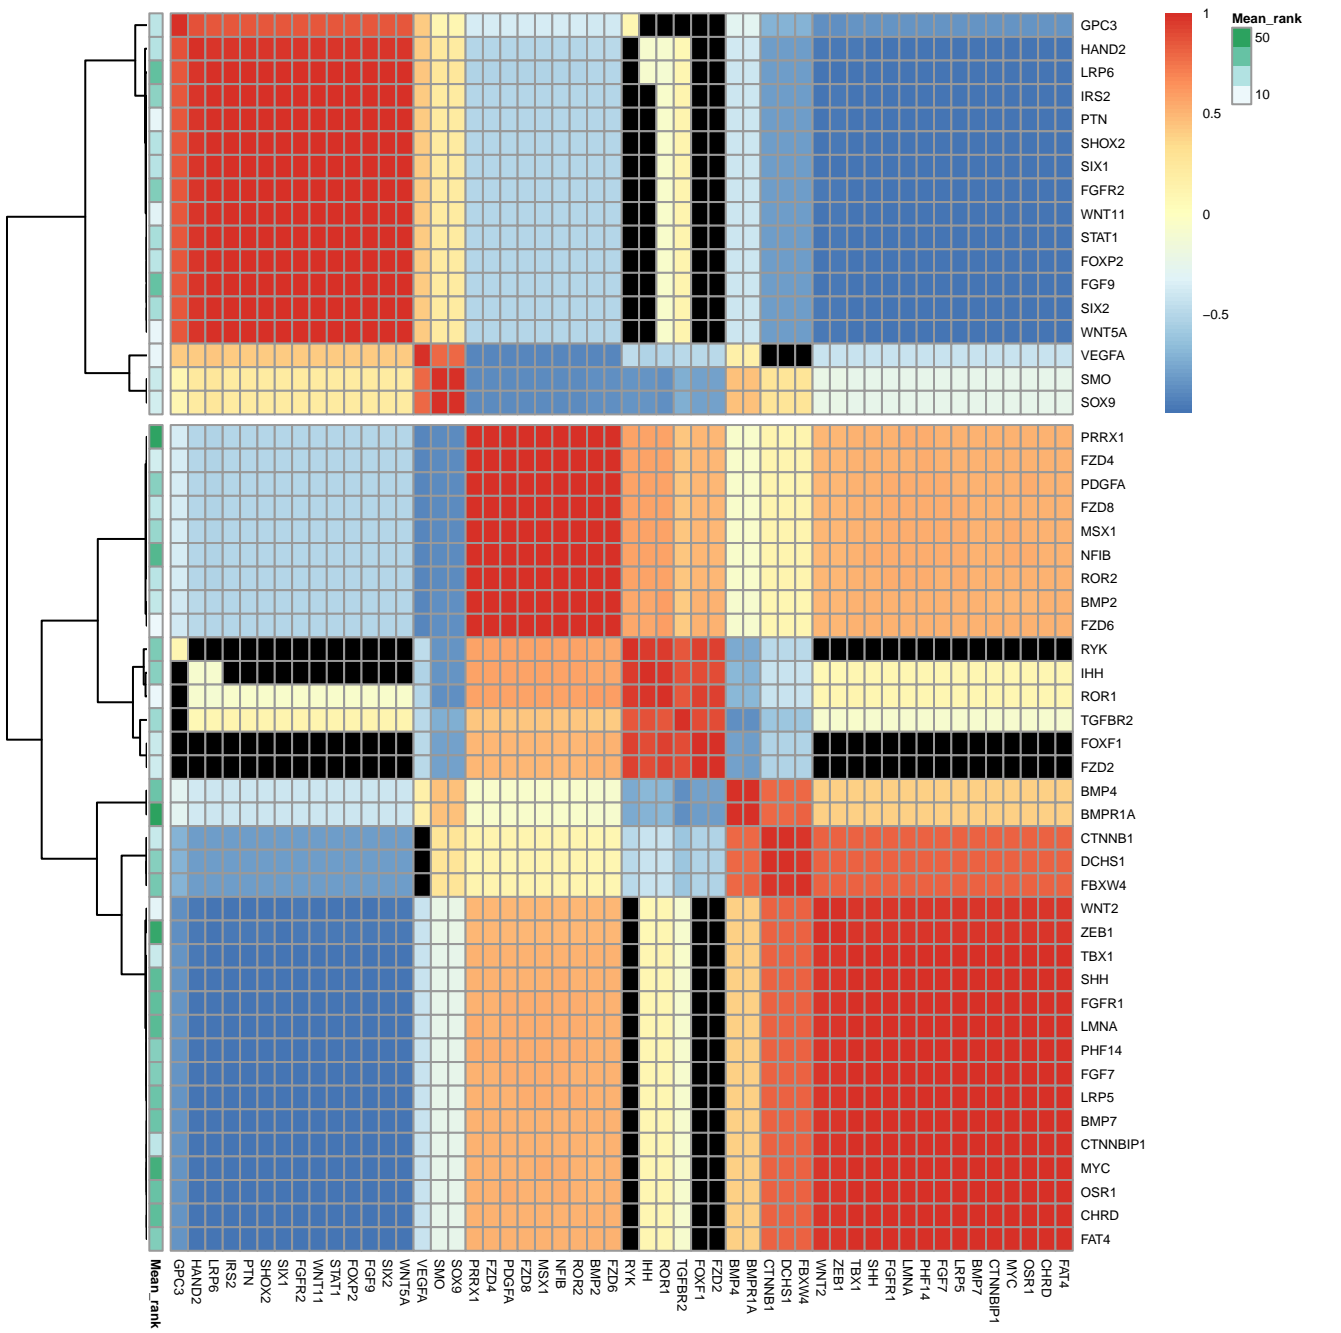 GPC3
HAND2
LRP6
IRS2
PTN
SHOX2
SIX1
FGFR2
WNT11
STAT1
FOXP2
FGF9
SIX2
WNT5A
VEGFA
SMO
SOX9
PRRX1
FZD4
PDGFA
FZD8
MSX1
NFIB
ROR2
BMP2
FZD6
RYK
IHH
ROR1
TGFBR2
FOXF1
FZD2
BMP4
BMPR1A
CTNNB1
DCHS1
FBXW4
WNT2
ZEB1
TBX1
SHH
FGFR1
LMNA
PHF14
FGF7
LRP5
BMP7
CTNNBIP1
MYC
OSR1
CHRD
FAT4
1
0.5
0
−0.5
Mean_rank
50
10
Mean_rank
GPC3
HAND2
LRP6
IRS2
PTN
SHOX2
SIX1
FGFR2
WNT11
STAT1
FOXP2
FGF9
SIX2
WNT5A
VEGFA
SMO
SOX9
PRRX1
FZD4
PDGFA
FZD8
MSX1
NFIB
ROR2
BMP2
FZD6
RYK
IHH
ROR1
TGFBR2
FOXF1
FZD2
BMP4
BMPR1A
CTNNB1
DCHS1
FBXW4
WNT2
ZEB1
TBX1
SHH
FGFR1
LMNA
PHF14
FGF7
LRP5
BMP7
CTNNBIP1
MYC
OSR1
CHRD
FAT4